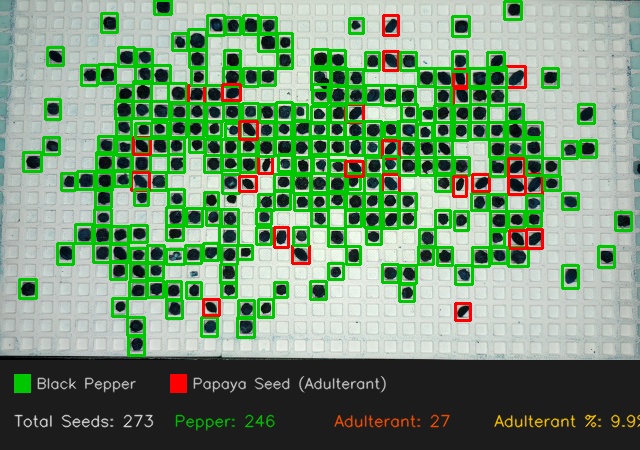 Black Pepper
Papaya Seed (Adulterant)
Total Seeds: 273
Pepper: 246
Adulterant: 27
Adulterant %: 9.9%